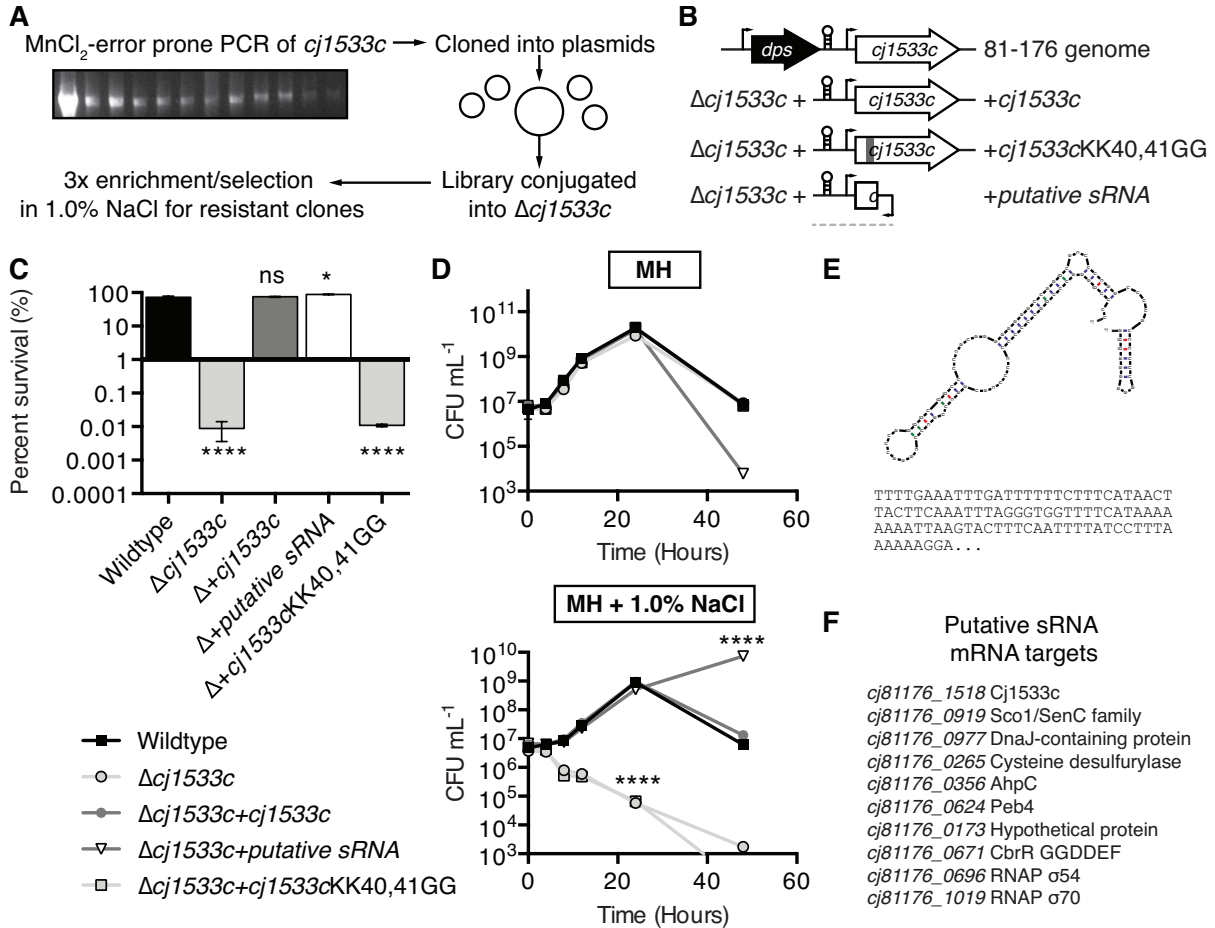 A
MnCl2-error prone PCR of cj1533c
Cloned into plasmids
3x enrichment/selection
in 1.0% NaCl for resistant clones
Library conjugated
into Δcj1533c
B
dps
cj1533c
81-176 genome
Δcj1533c +
cj1533c
+cj1533c
Δcj1533c +
cj1533c
+cj1533cKK40,41GG
Δcj1533c +
c
+putative sRNA
C
Percent survival (%)
100
10
1
0.1
0.01
0.001
0.0001
ns
*
****
****
Wildtype
Δcj1533c
Δ+cj1533c
Δ+putative sRNA
Δ+cj1533cKK40,41GG
Wildtype
Δcj1533c
Δcj1533c+cj1533c
Δcj1533c+putative sRNA
Δcj1533c+cj1533cKK40,41GG
D
MH
CFU mL-1
10^11
10^9
10^7
10^5
10^3
0
20
40
60
Time (Hours)
MH + 1.0% NaCl
CFU mL-1
10^10
10^9
10^8
10^7
10^6
10^5
10^4
10^3
****
****
0
20
40
60
Time (Hours)
E
TTTTGAAATTTGATTTTTTCTTTCATAACT
TACTTCAAATTTAGGGTGGTTTTCATAAAA
AAAATTAAGTACTTTCAATTTTATCCTTTA
AAAAAGGA...
F
Putative sRNA
mRNA targets
cj81176_1518 Cj1533c
cj81176_0919 Sco1/SenC family
cj81176_0977 DnaJ-containing protein
cj81176_0265 Cysteine desulfurylase
cj81176_0356 AhpC
cj81176_0624 Peb4
cj81176_0173 Hypothetical protein
cj81176_0671 CbrR GGDDEF
cj81176_0696 RNAP σ54
cj81176_1019 RNAP σ70